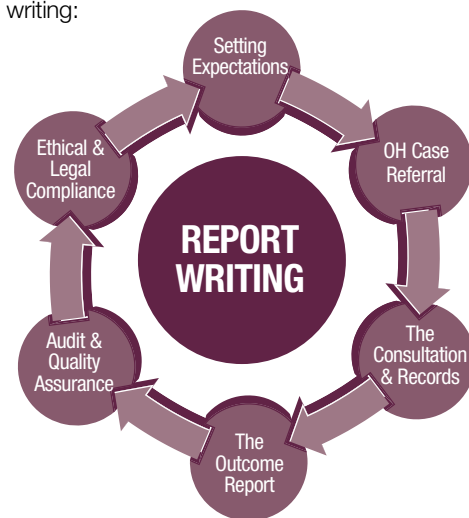 writing:
Setting
Expectations
OH Case
Referral
The
Consultation
& Records
The
Outcome
Report
Audit &
Quality
Assurance
Ethical &
Legal
Compliance
REPORT
WRITING